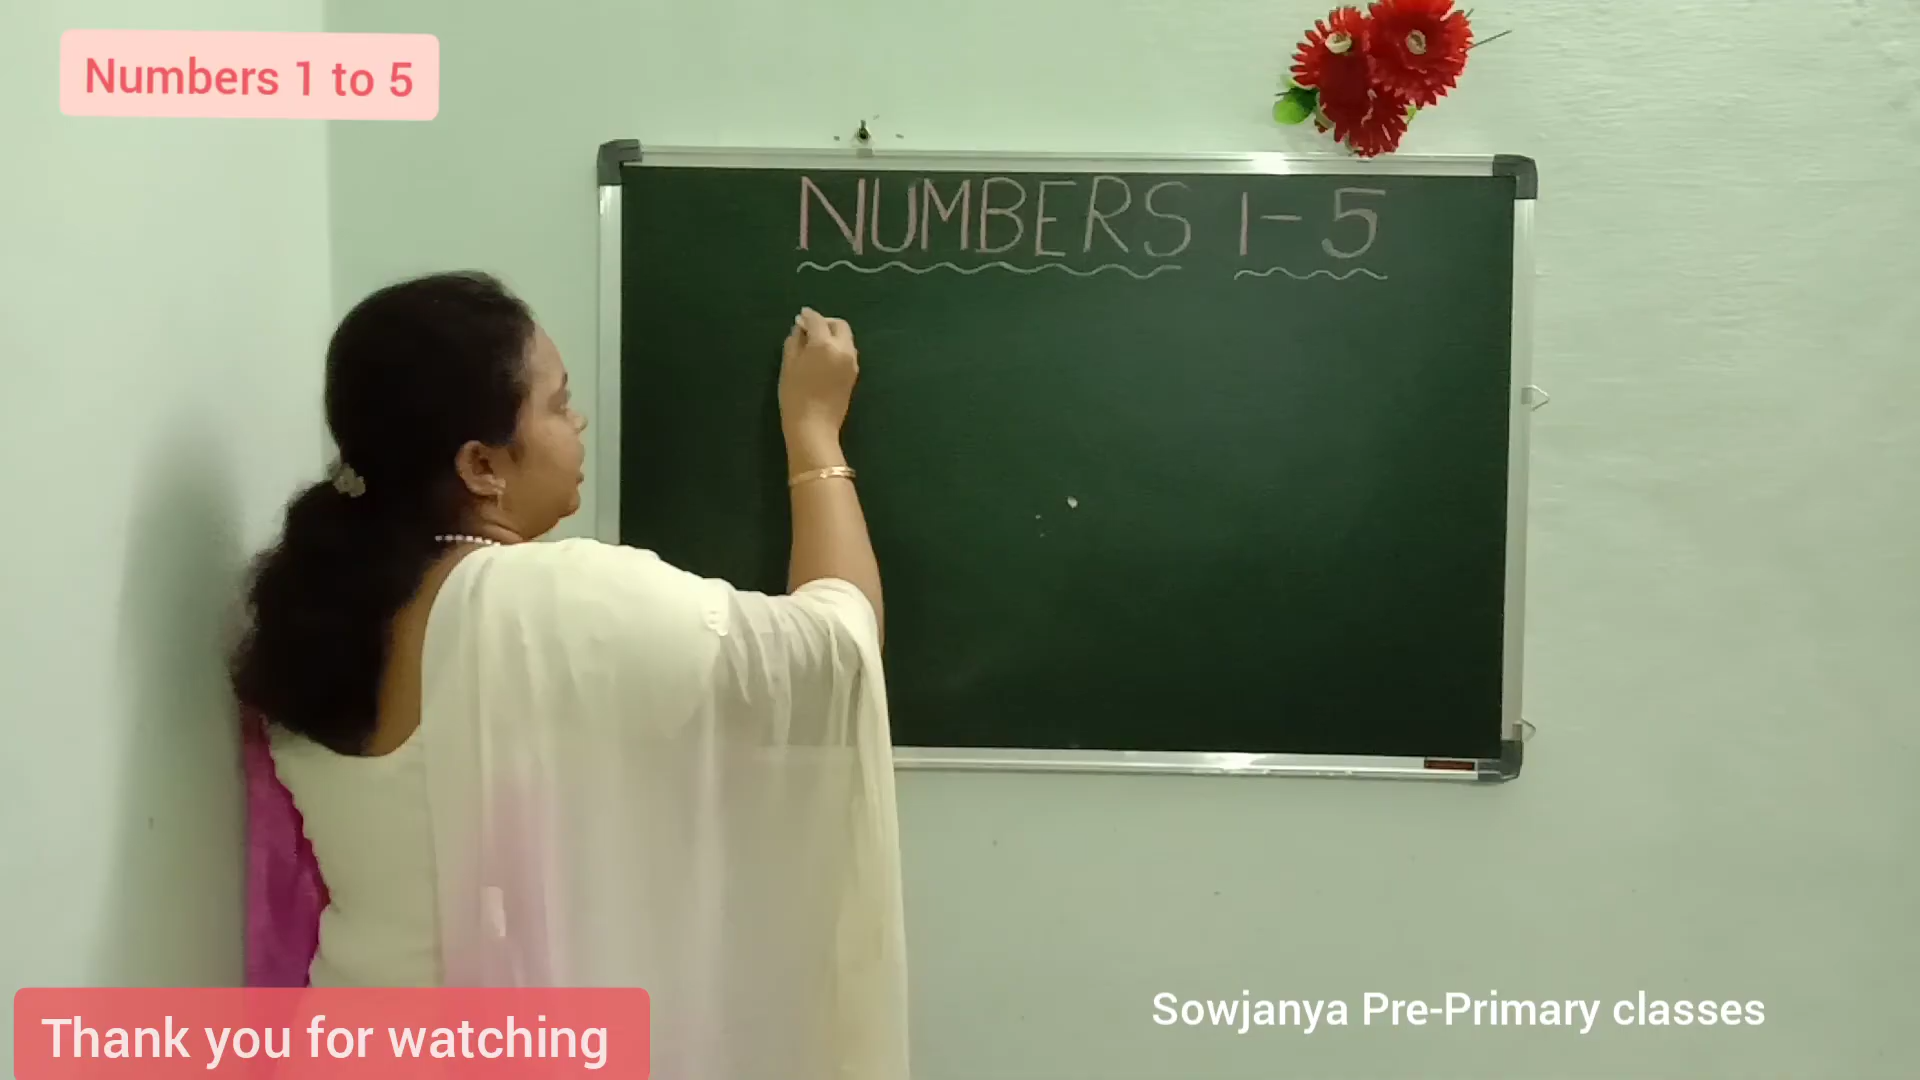 Numbers 1 to 5
NUMBERS 1-5
Sowjanya Pre-Primary classes
Thank you for watching